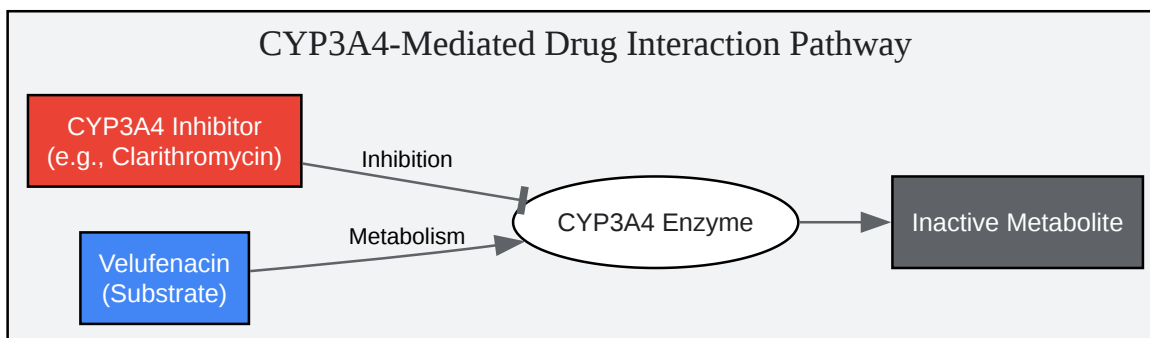 CYP3A4-Mediated Drug Interaction Pathway
CYP3A4 Inhibitor
(e.g., Clarithromycin)
Inhibition
Metabolism
Velufenacin
(Substrate)
CYP3A4 Enzyme
Inactive Metabolite